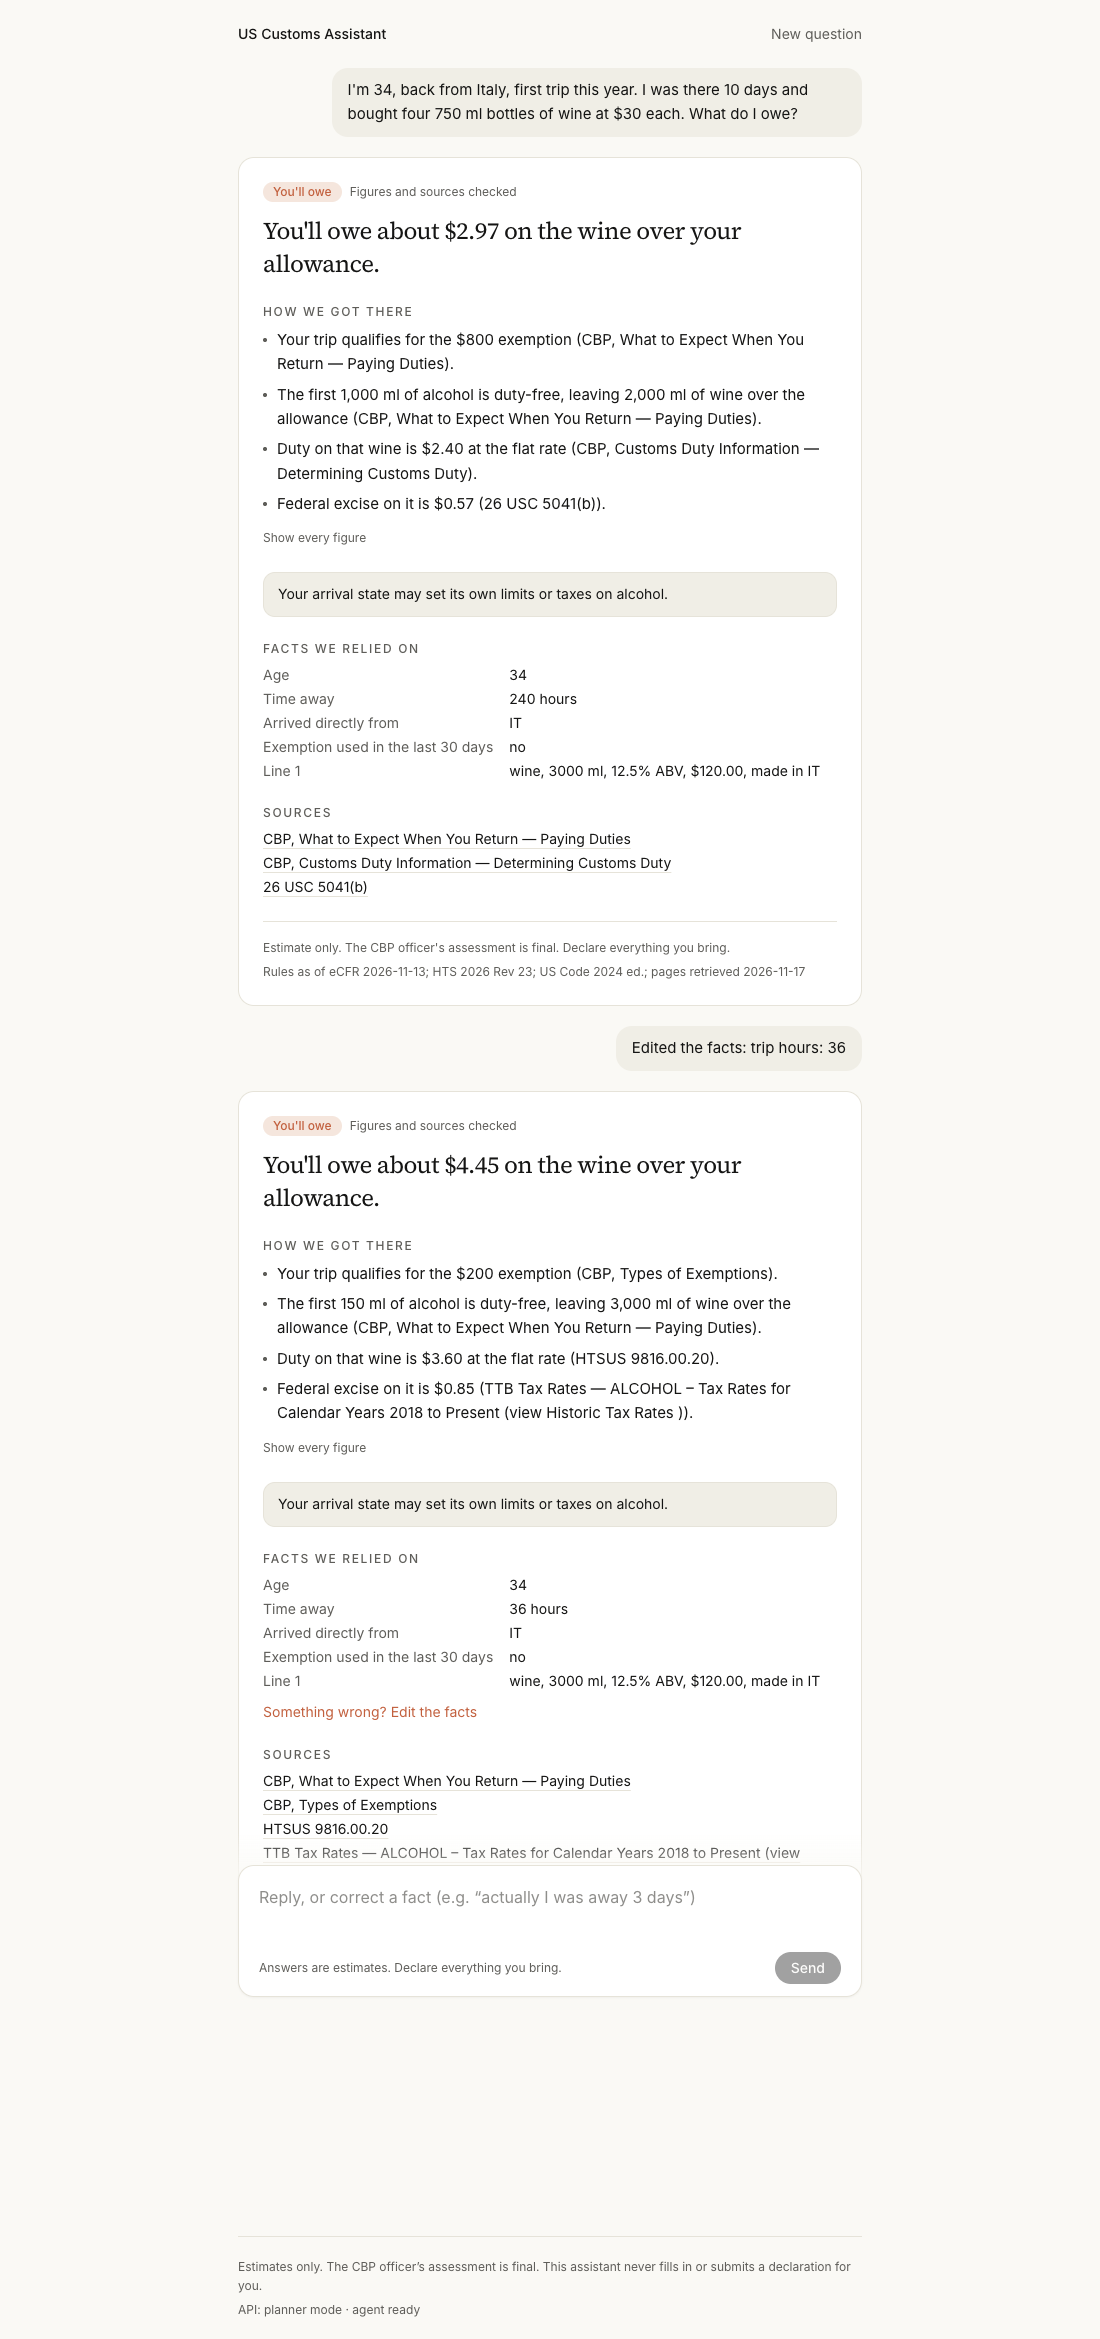 US Customs Assistant
New question
I'm 34, back from Italy, first trip this year. I was there 10 days and
bought four 750 ml bottles of wine at $30 each. What do I owe?
You'll owe
Figures and sources checked
You'll owe about $2.97 on the wine over your
allowance.
HOW WE GOT THERE
• Your trip qualifies for the $800 exemption (CBP, What to Expect When You
Return — Paying Duties).
• The first 1,000 ml of alcohol is duty-free, leaving 2,000 ml of wine over the
allowance (CBP, What to Expect When You Return — Paying Duties).
• Duty on that wine is $2.40 at the flat rate (CBP, Customs Duty Information —
Determining Customs Duty).
• Federal excise on it is $0.57 (26 USC 5041(b)).
Show every figure
Your arrival state may set its own limits or taxes on alcohol.
FACTS WE RELIED ON
Age 34
Time away 240 hours
Arrived directly from IT
Exemption used in the last 30 days no
Line 1 wine, 3000 ml, 12.5% ABV, $120.00, made in IT
SOURCES
CBP, What to Expect When You Return — Paying Duties
CBP, Customs Duty Information — Determining Customs Duty
26 USC 5041(b)
Estimate only. The CBP officer's assessment is final. Declare everything you bring.
Rules as of eCFR 2026-11-13; HTS 2026 Rev 23; US Code 2024 ed.; pages retrieved 2026-11-17
Edited the facts: trip hours: 36
You'll owe
Figures and sources checked
You'll owe about $4.45 on the wine over your
allowance.
HOW WE GOT THERE
• Your trip qualifies for the $200 exemption (CBP, Types of Exemptions).
• The first 150 ml of alcohol is duty-free, leaving 3,000 ml of wine over the
allowance (CBP, What to Expect When You Return — Paying Duties).
• Duty on that wine is $3.60 at the flat rate (HTSUS 9816.00.20).
• Federal excise on it is $0.85 (TTB Tax Rates — ALCOHOL – Tax Rates for
Calendar Years 2018 to Present (view Historic Tax Rates )).
Show every figure
Your arrival state may set its own limits or taxes on alcohol.
FACTS WE RELIED ON
Age 34
Time away 36 hours
Arrived directly from IT
Exemption used in the last 30 days no
Line 1 wine, 3000 ml, 12.5% ABV, $120.00, made in IT
Something wrong? Edit the facts
SOURCES
CBP, What to Expect When You Return — Paying Duties
CBP, Types of Exemptions
HTSUS 9816.00.20
TTB Tax Rates — ALCOHOL – Tax Rates for Calendar Years 2018 to Present (view
Reply, or correct a fact (e.g. “actually I was away 3 days”)
Answers are estimates. Declare everything you bring.
Send
Estimates only. The CBP officer’s assessment is final. This assistant never fills in or submits a declaration for
you.
API: planner mode · agent ready